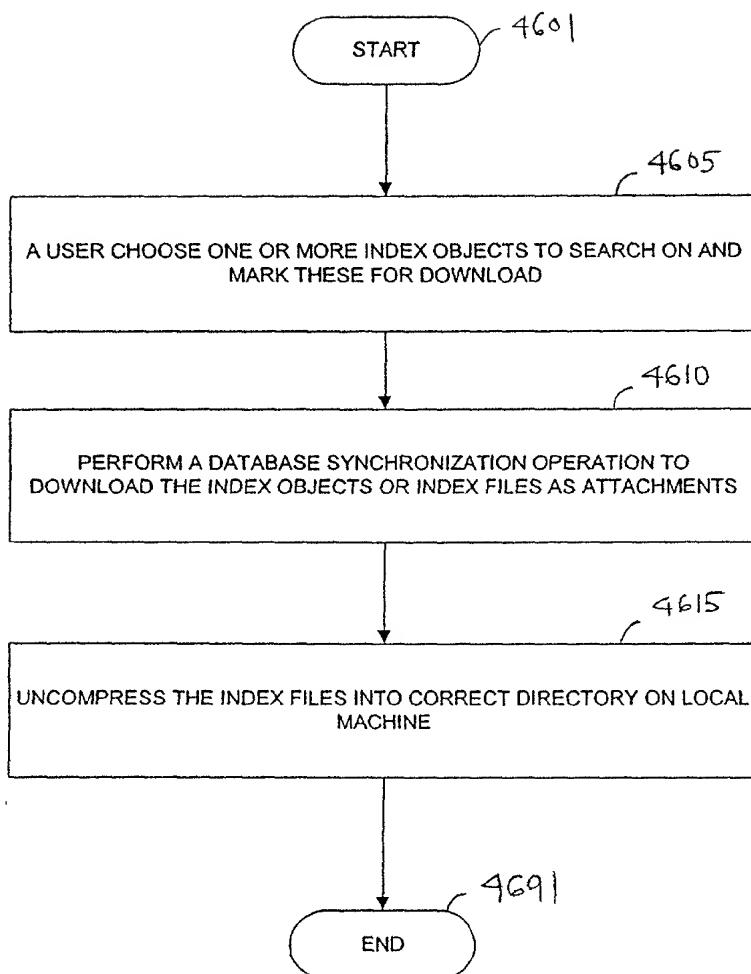 START
4601
4605
A USER CHOOSE ONE OR MORE INDEX OBJECTS TO SEARCH ON AND
MARK THESE FOR DOWNLOAD
4610
PERFORM A DATABASE SYNCHRONIZATION OPERATION TO
DOWNLOAD THE INDEX OBJECTS OR INDEX FILES AS ATTACHMENTS
4615
UNCOMPRESS THE INDEX FILES INTO CORRECT DIRECTORY ON LOCAL
MACHINE
4691
END